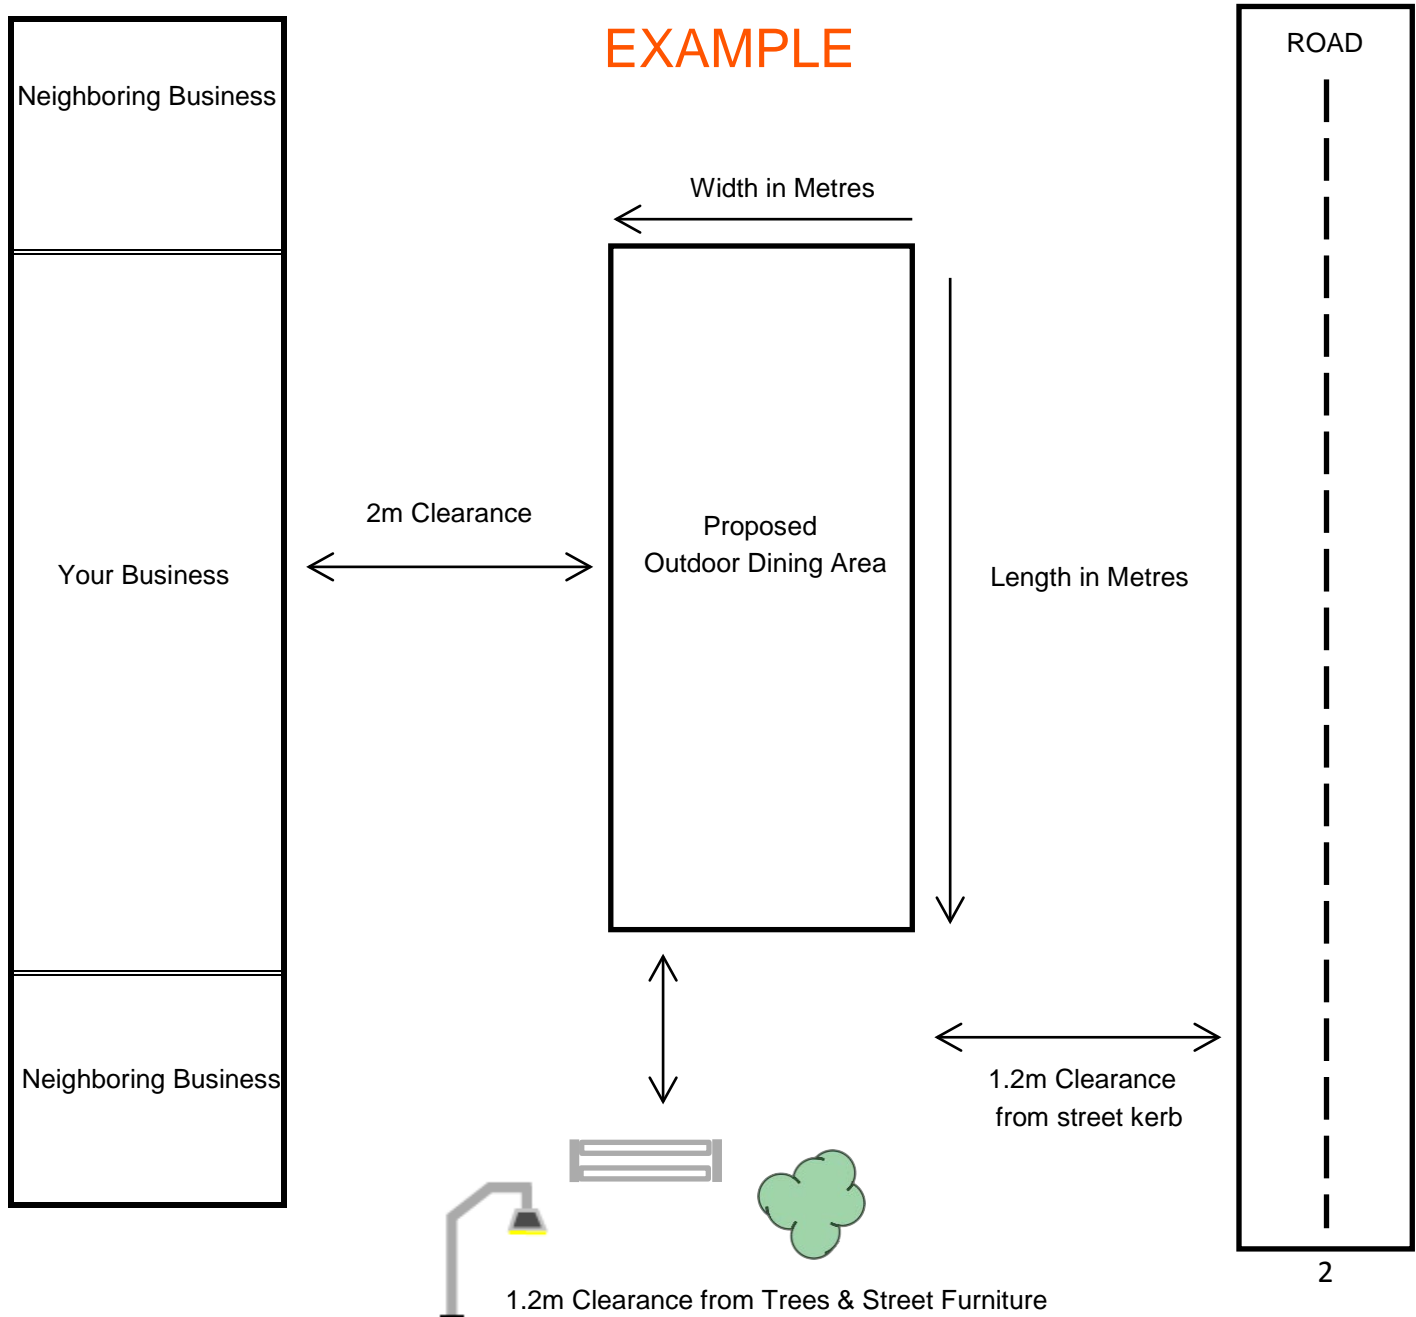 EXAMPLE
ROAD
Neighboring Business
Width in Metres
2m Clearance
Proposed
Outdoor Dining Area
Your Business
Length in Metres
Neighboring Business
1.2m Clearance
from street kerb
2
1.2m Clearance from Trees & Street Furniture